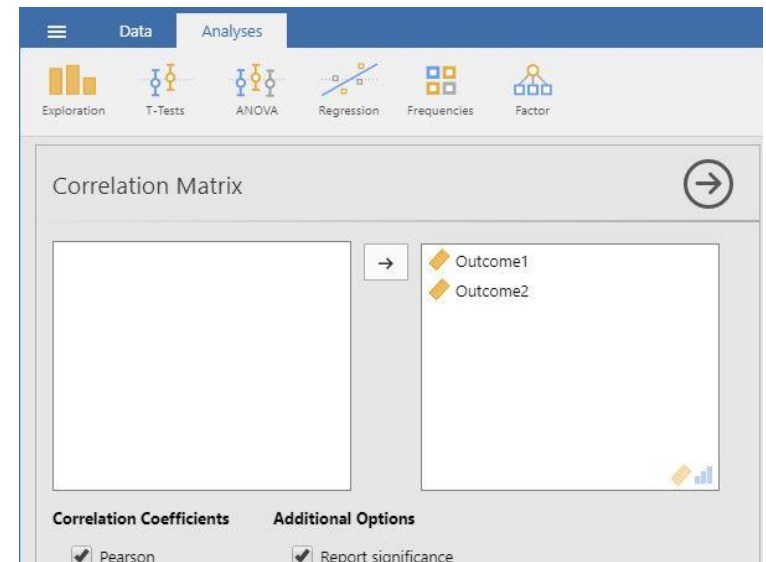 Data Analyses
Exploration T-Tests ANOVA Regression Frequencies Factor
Correlation Matrix
Outcome1
Outcome2
Correlation Coefficients Additional Options
Pearson Report significance